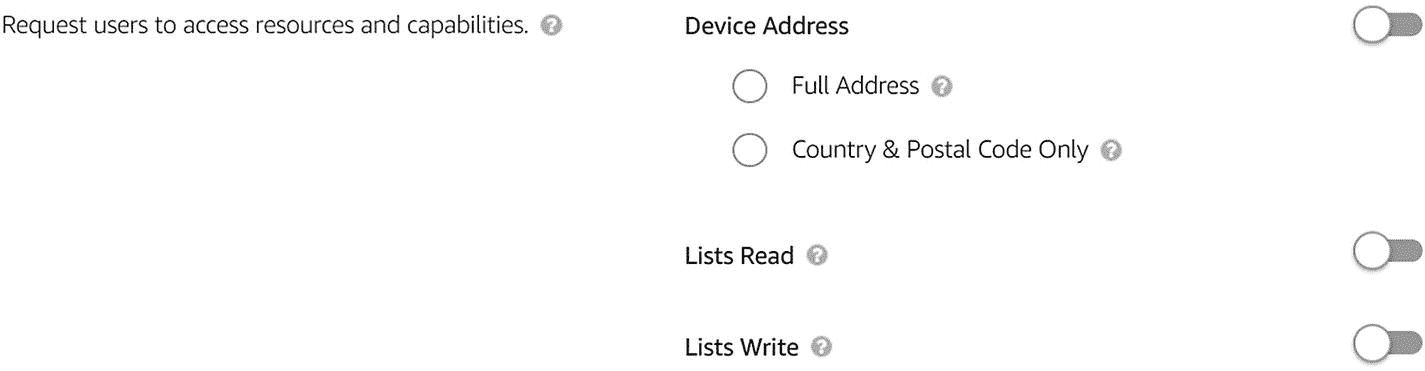 Request users to access resources and capabilities. ?
Device Address
Full Address ?
Country & Postal Code Only ?
Lists Read ?
Lists Write ?